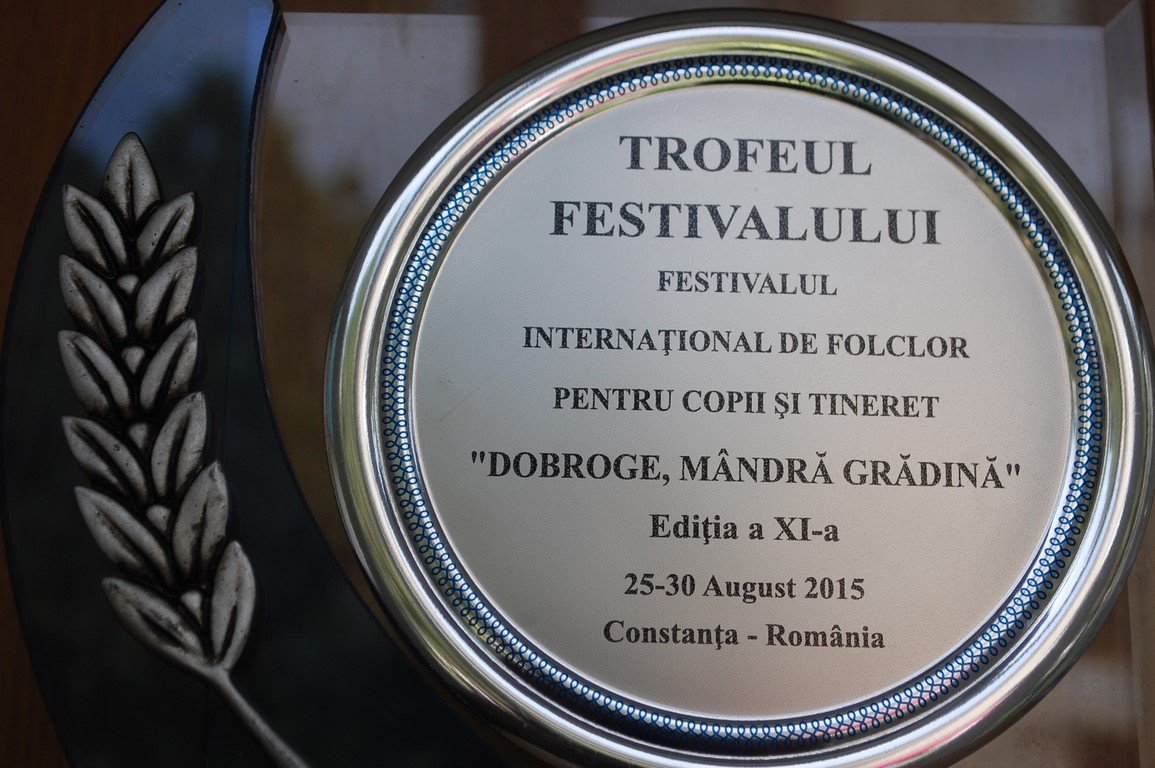 TROFEUL
FESTIVALULUI
FESTIVALUL
INTERNAŢIONAL DE FOLCLOR
PENTRU COPII ŞI TINERET
"DOBROGE, MÂNDRĂ GRĂDINĂ"
Ediţia a XI-a
25-30 August 2015
Constanţa - România